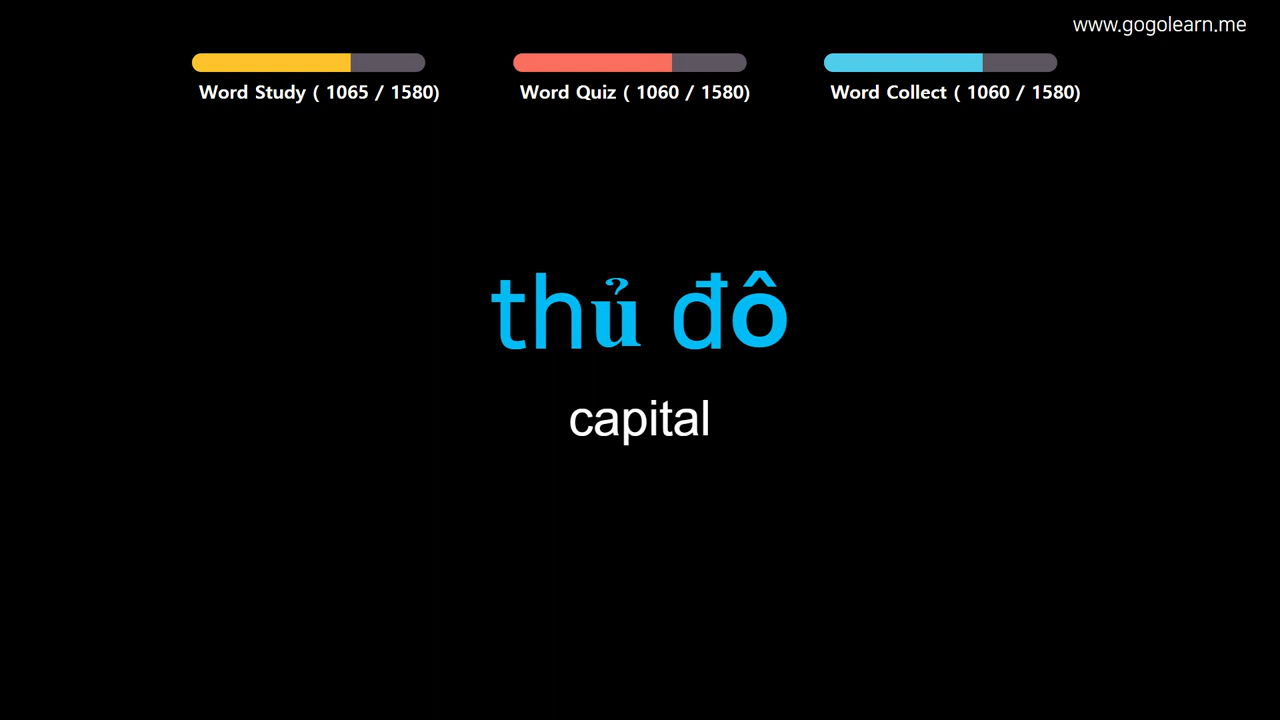 www.gogolearn.me
Word Study ( 1065 / 1580)
Word Quiz ( 1060 / 1580)
Word Collect ( 1060 / 1580)
thủ đô
capital